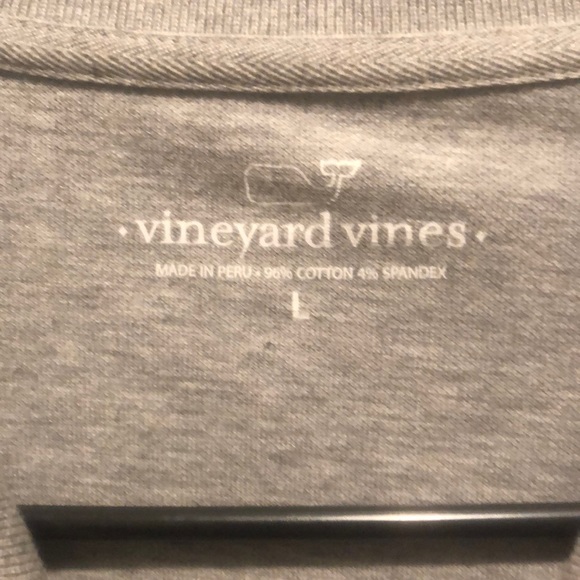 • vineyard vines •
MADE IN PERU • 96% COTTON 4% SPANDEX
L